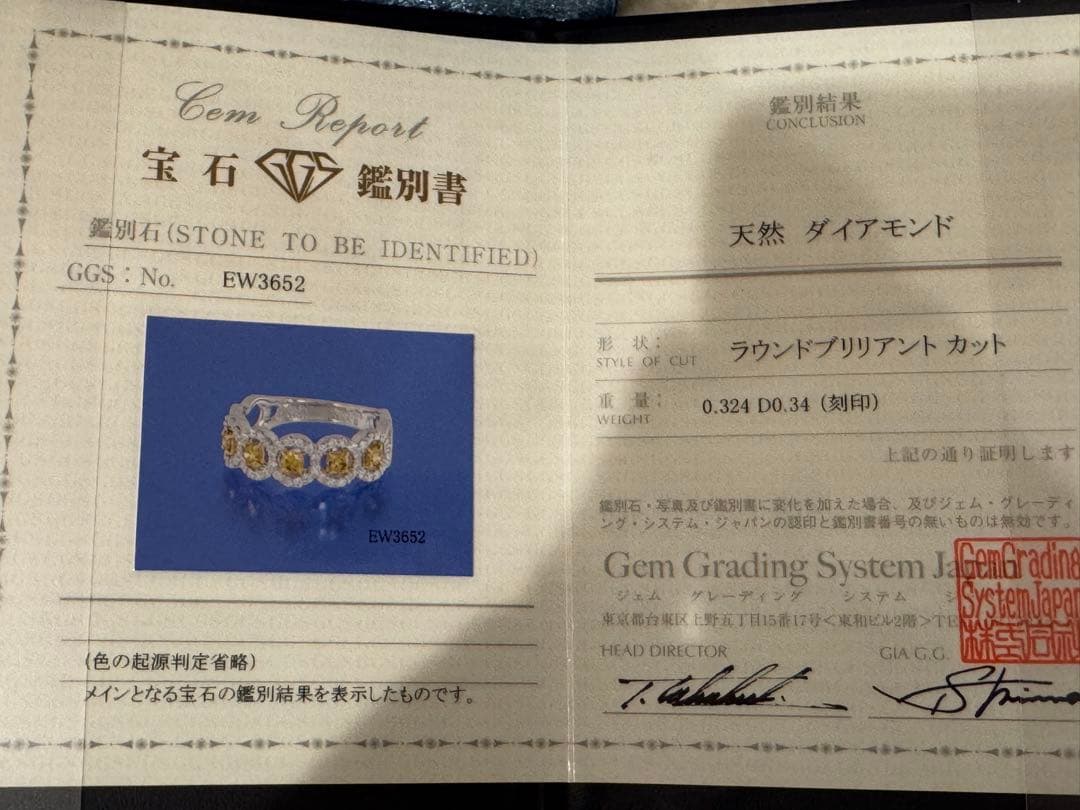 Gem Report
宝石 GGS 鑑別書
鑑別石(STONE TO BE IDENTIFIED)
GGS：No. EW3652
EW3652
(色の起源判定省略)
メインとなる宝石の鑑別結果を表示したものです。
鑑別結果
CONCLUSION
天然 ダイアモンド
形状：
STYLE OF CUT
ラウンドブリリアント カット
重量：
WEIGHT
0.324 D0.34 (刻印)
上記の通り証明します
鑑別石・写真及び鑑別書に変化を加えた場合、及びジェム・グレーディ
ング・システム・ジャパンの認印と鑑別書番号の無いものは無効です。
Gem Grading System Ja
ジェム グレーディング システム
東京都台東区上野五丁目15番17号<東和ビル2階>TE
Gem Grading
System Japan
HEAD DIRECTOR
GIA G.G.